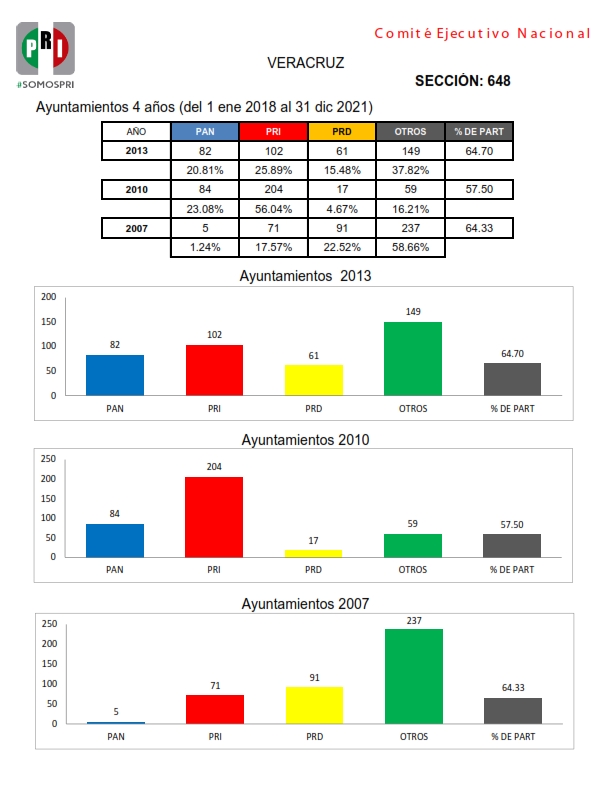 Comité Ejecutivo Nacional
PRI
#SOMOSPRI
VERACRUZ
SECCIÓN: 648
Ayuntamientos 4 años (del 1 ene 2018 al 31 dic 2021)
AÑO PAN PRI PRD OTROS % DE PART
2013 82 102 61 149 64.70
20.81% 25.89% 15.48% 37.82%
2010 84 204 17 59 57.50
23.08% 56.04% 4.67% 16.21%
2007 5 71 91 237 64.33
1.24% 17.57% 22.52% 58.66%
Ayuntamientos 2013
200
150
100
50
0
82 102 61 149 64.70
PAN PRI PRD OTROS % DE PART
Ayuntamientos 2010
250
200
150
100
50
0
84 204 17 59 57.50
PAN PRI PRD OTROS % DE PART
Ayuntamientos 2007
250
200
150
100
50
0
5 71 91 237 64.33
PAN PRI PRD OTROS % DE PART